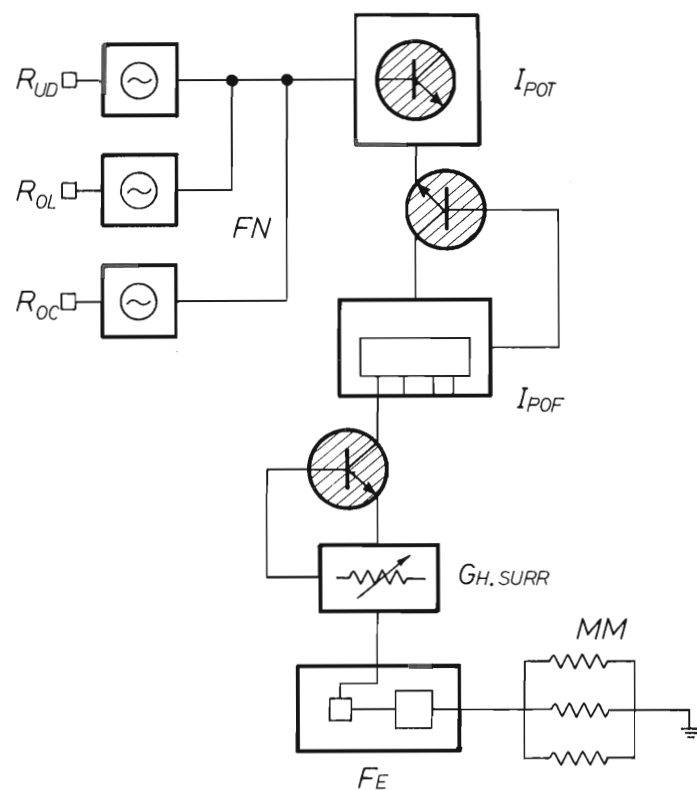 R_UD
I_POT
R_OL
FN
R_OC
I_POF
G_H. SURR
MM
F_E